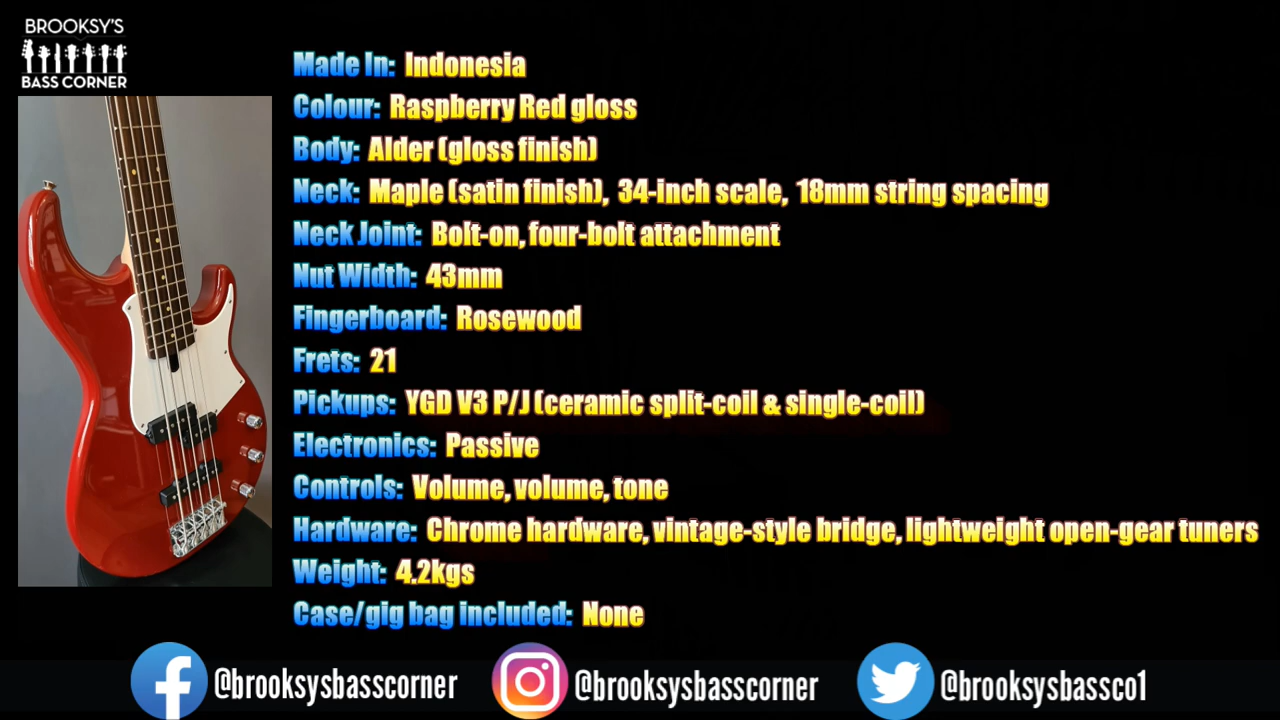 BROOKSY'S
BASS CORNER
Made In: Indonesia
Colour: Raspberry Red gloss
Body: Alder (gloss finish)
Neck: Maple (satin finish), 34-inch scale, 18mm string spacing
Neck Joint: Bolt-on, four-bolt attachment
Nut Width: 43mm
Fingerboard: Rosewood
Frets: 21
Pickups: YGD V3 P/J (ceramic split-coil & single-coil)
Electronics: Passive
Controls: Volume, volume, tone
Hardware: Chrome hardware, vintage-style bridge, lightweight open-gear tuners
Weight: 4.2kgs
Case/gig bag included: None
@brooksysbasscorner @brooksysbasscorner @brooksysbassco1